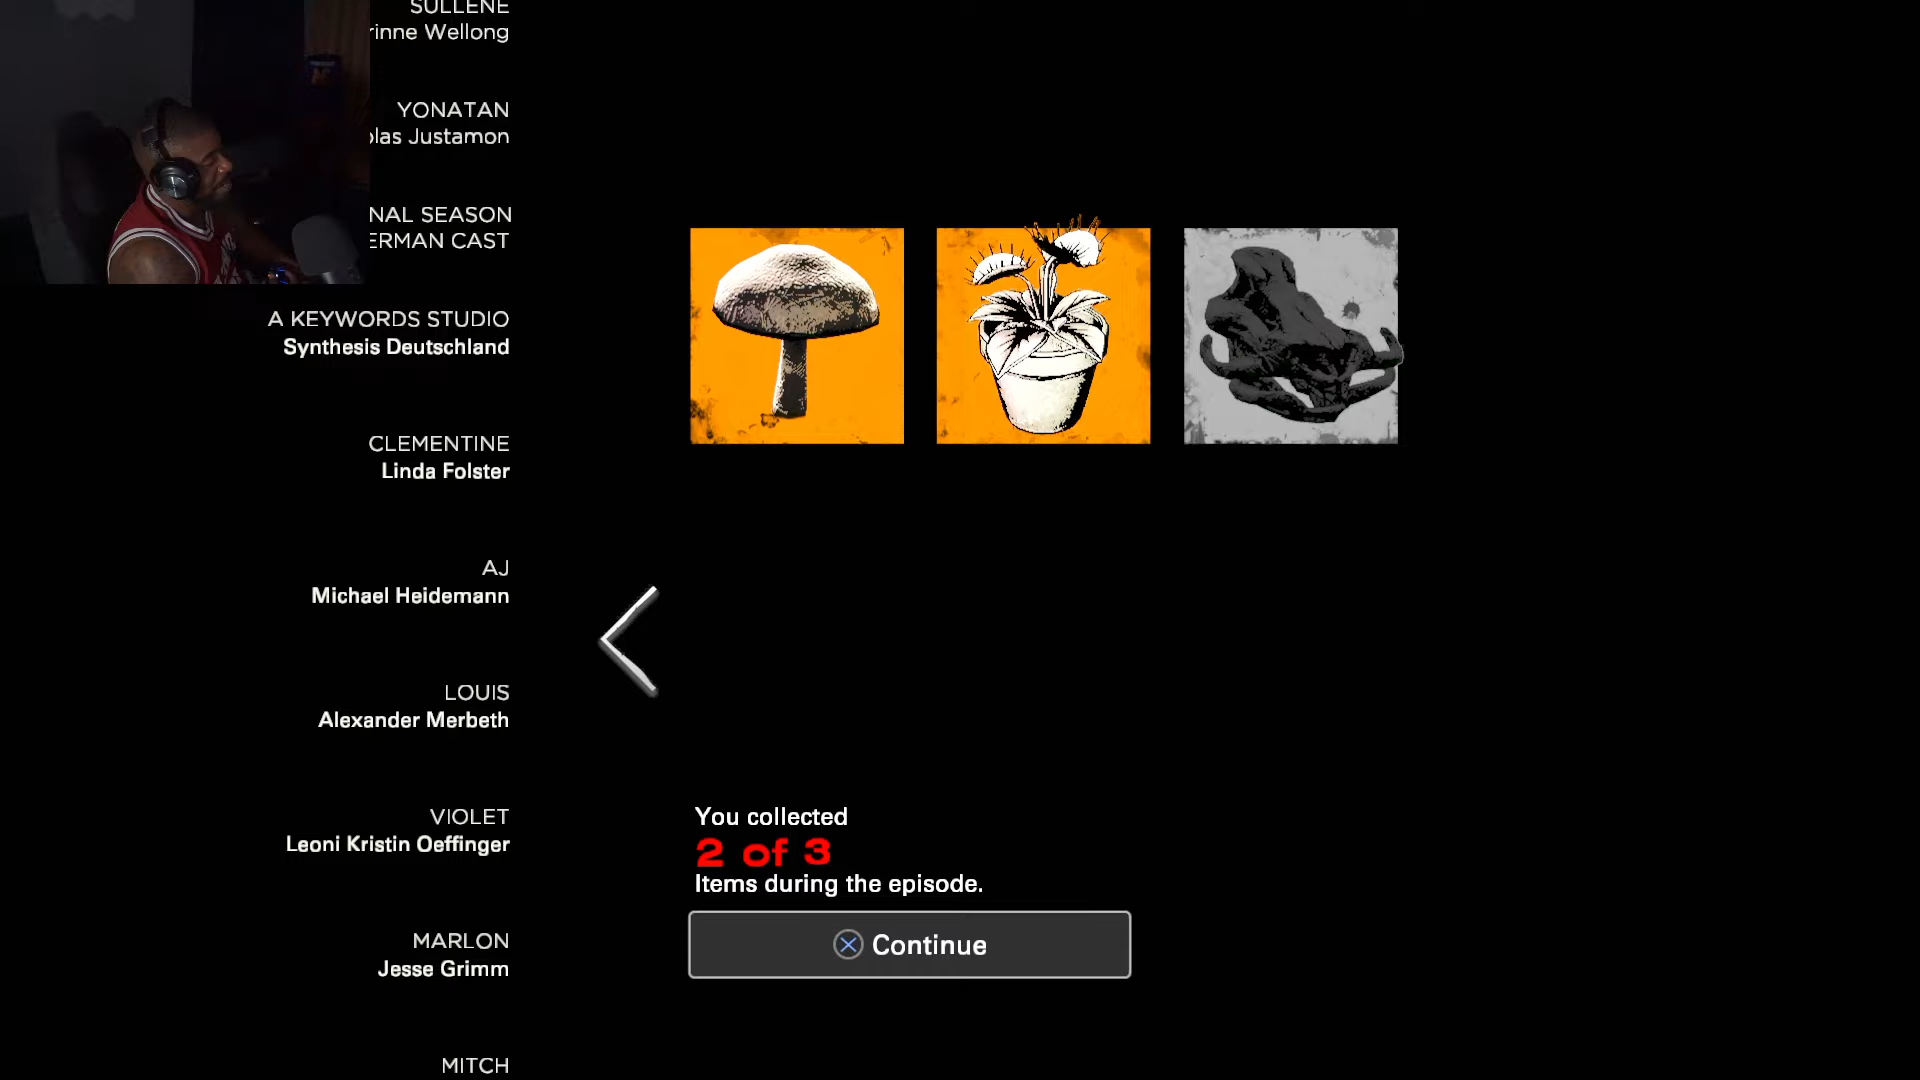 SULLENE
rinne Wellong
YONATAN
olas Justamon
NAL SEASON
ERMAN CAST
A KEYWORDS STUDIO
Synthesis Deutschland
CLEMENTINE
Linda Folster
AJ
Michael Heidemann
LOUIS
Alexander Merbeth
VIOLET
Leoni Kristin Oeffinger
MARLON
Jesse Grimm
MITCH
You collected
2 of 3
Items during the episode.
Continue